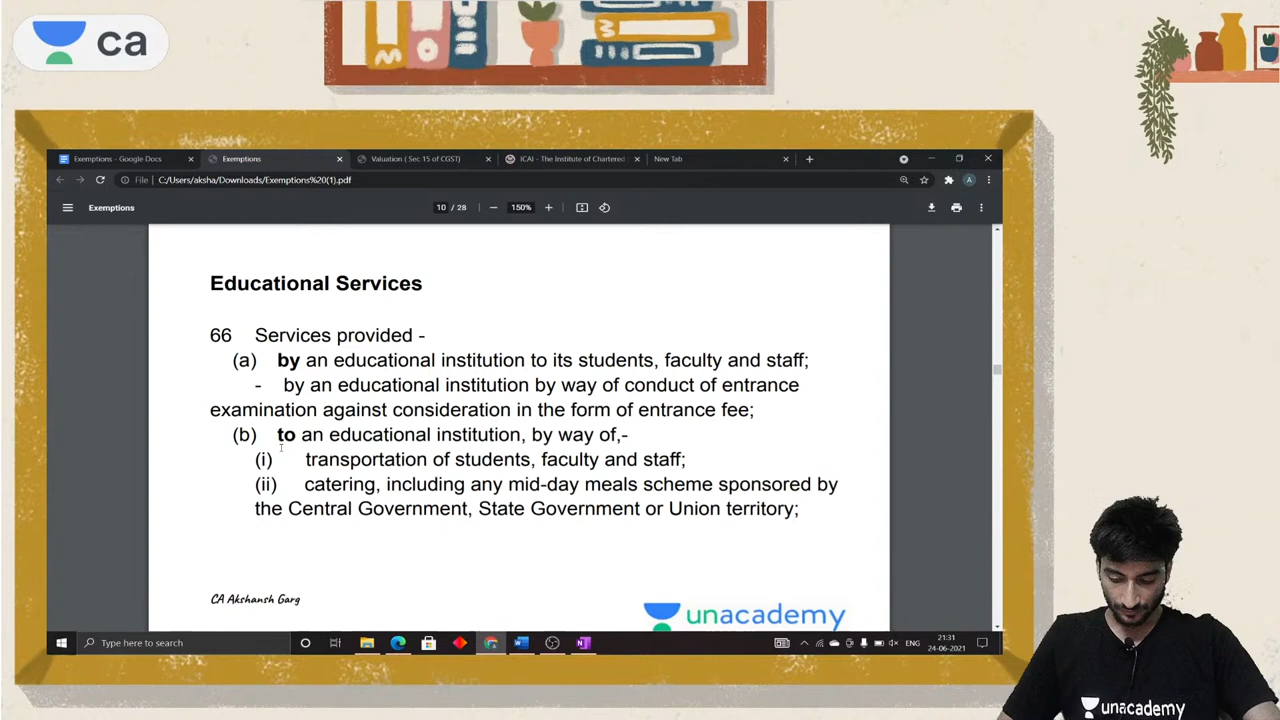 ca
Exemptions - Google Docs
Exemptions
Valuation ( Sec 15 of CGST)
ICAI - The Institute of Chartered
New Tab
File
C:/Users/aksha/Downloads/Exemptions%20(1).pdf
A
Exemptions
10 / 28
150%
Educational Services
66 Services provided -
(a) by an educational institution to its students, faculty and staff;
- by an educational institution by way of conduct of entrance
examination against consideration in the form of entrance fee;
(b) to an educational institution, by way of,-
(i) transportation of students, faculty and staff;
(ii) catering, including any mid-day meals scheme sponsored by
the Central Government, State Government or Union territory;
CA Akshansh Garg
unacademy
Type here to search
ENG
21:31
24-06-2021
unacademy